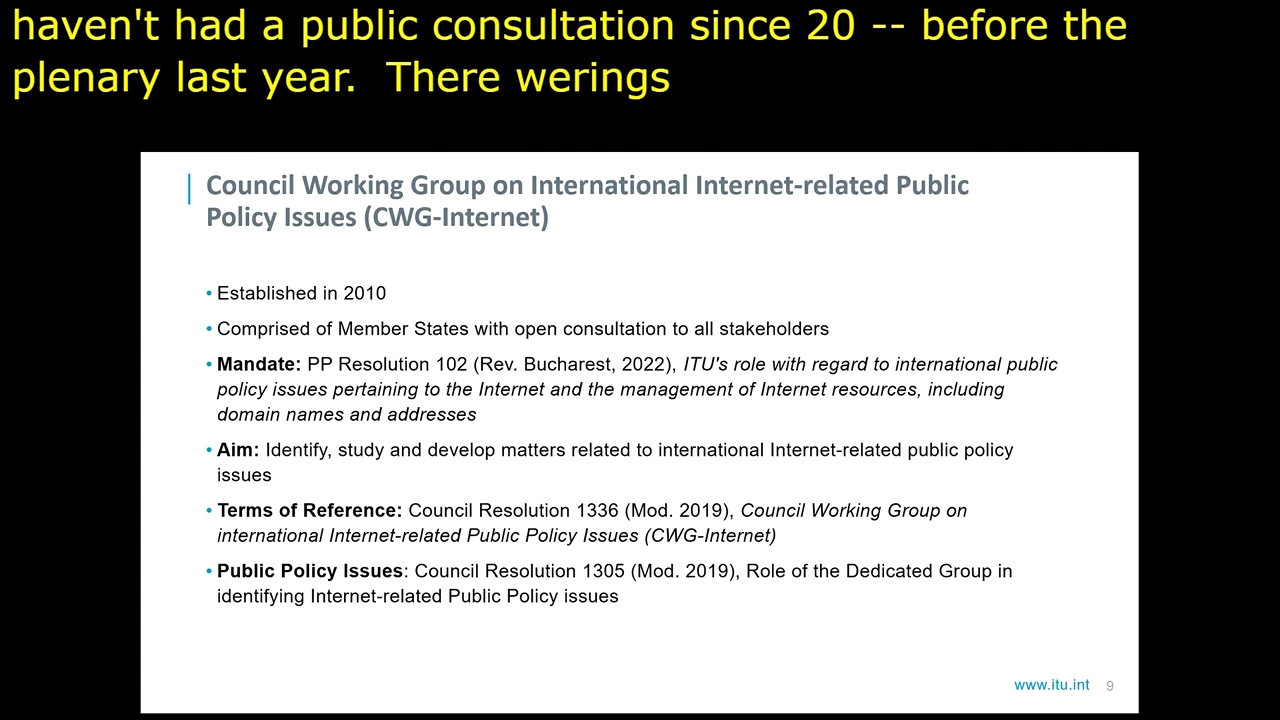 haven't had a public consultation since 20 -- before the
plenary last year.  There werings
Council Working Group on International Internet-related Public
Policy Issues (CWG-Internet)
• Established in 2010
• Comprised of Member States with open consultation to all stakeholders
• Mandate: PP Resolution 102 (Rev. Bucharest, 2022), ITU's role with regard to international public
policy issues pertaining to the Internet and the management of Internet resources, including
domain names and addresses
• Aim: Identify, study and develop matters related to international Internet-related public policy
issues
• Terms of Reference: Council Resolution 1336 (Mod. 2019), Council Working Group on
international Internet-related Public Policy Issues (CWG-Internet)
• Public Policy Issues: Council Resolution 1305 (Mod. 2019), Role of the Dedicated Group in
identifying Internet-related Public Policy issues
www.itu.int 9